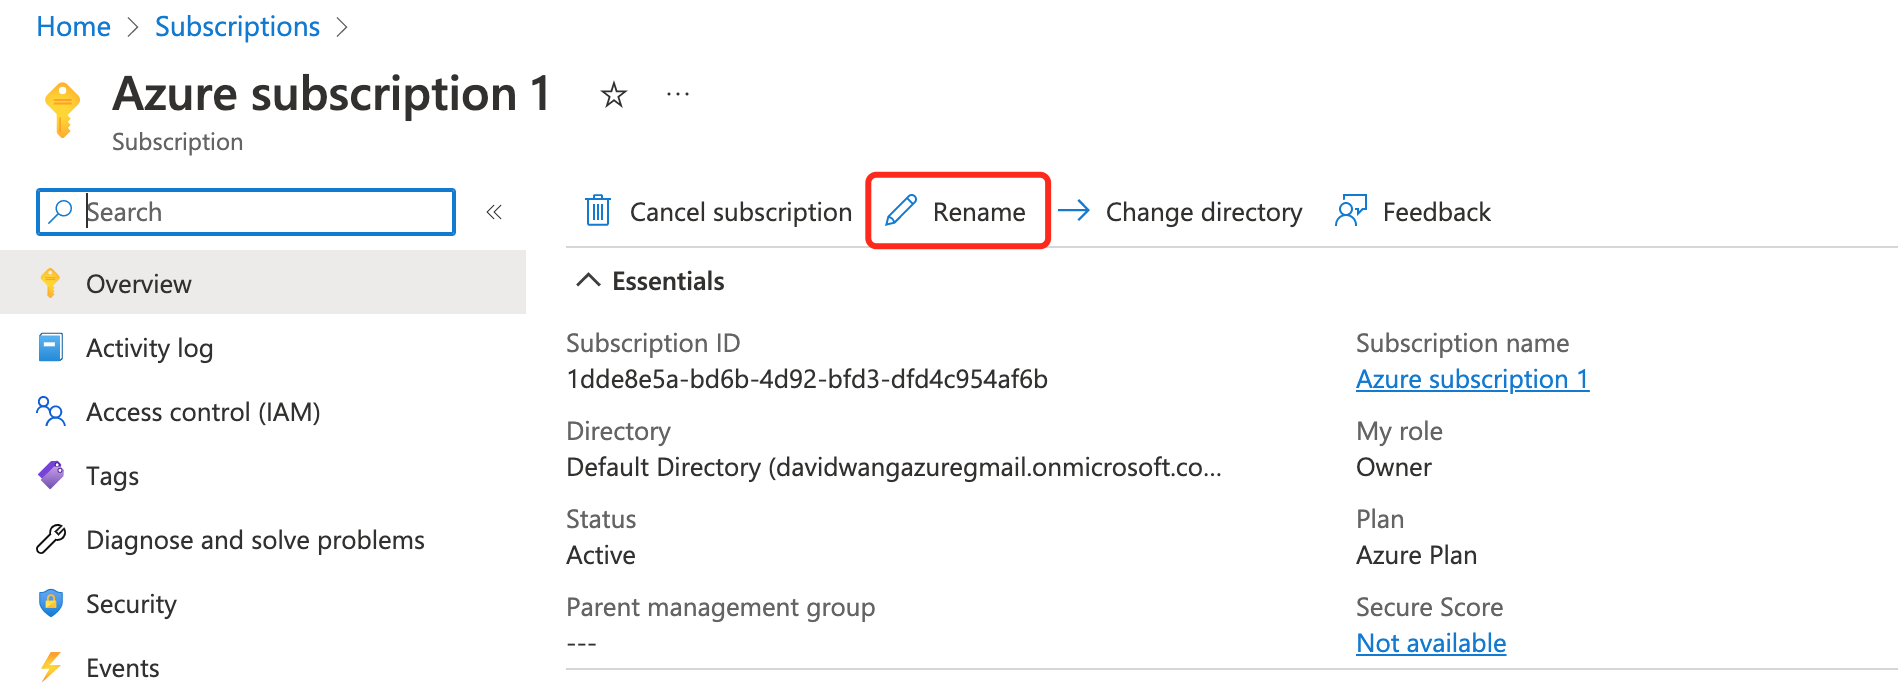 Home > Subscriptions >
Azure subscription 1
Subscription
Search
Cancel subscription Rename Change directory Feedback
Overview
Activity log
Access control (IAM)
Tags
Diagnose and solve problems
Security
Events
Essentials
Subscription ID
1dde8e5a-bd6b-4d92-bfd3-dfd4c954af6b
Directory
Default Directory (davidwangazuregmail.onmicrosoft.co...
Status
Active
Parent management group
---
Subscription name
Azure subscription 1
My role
Owner
Plan
Azure Plan
Secure Score
Not available